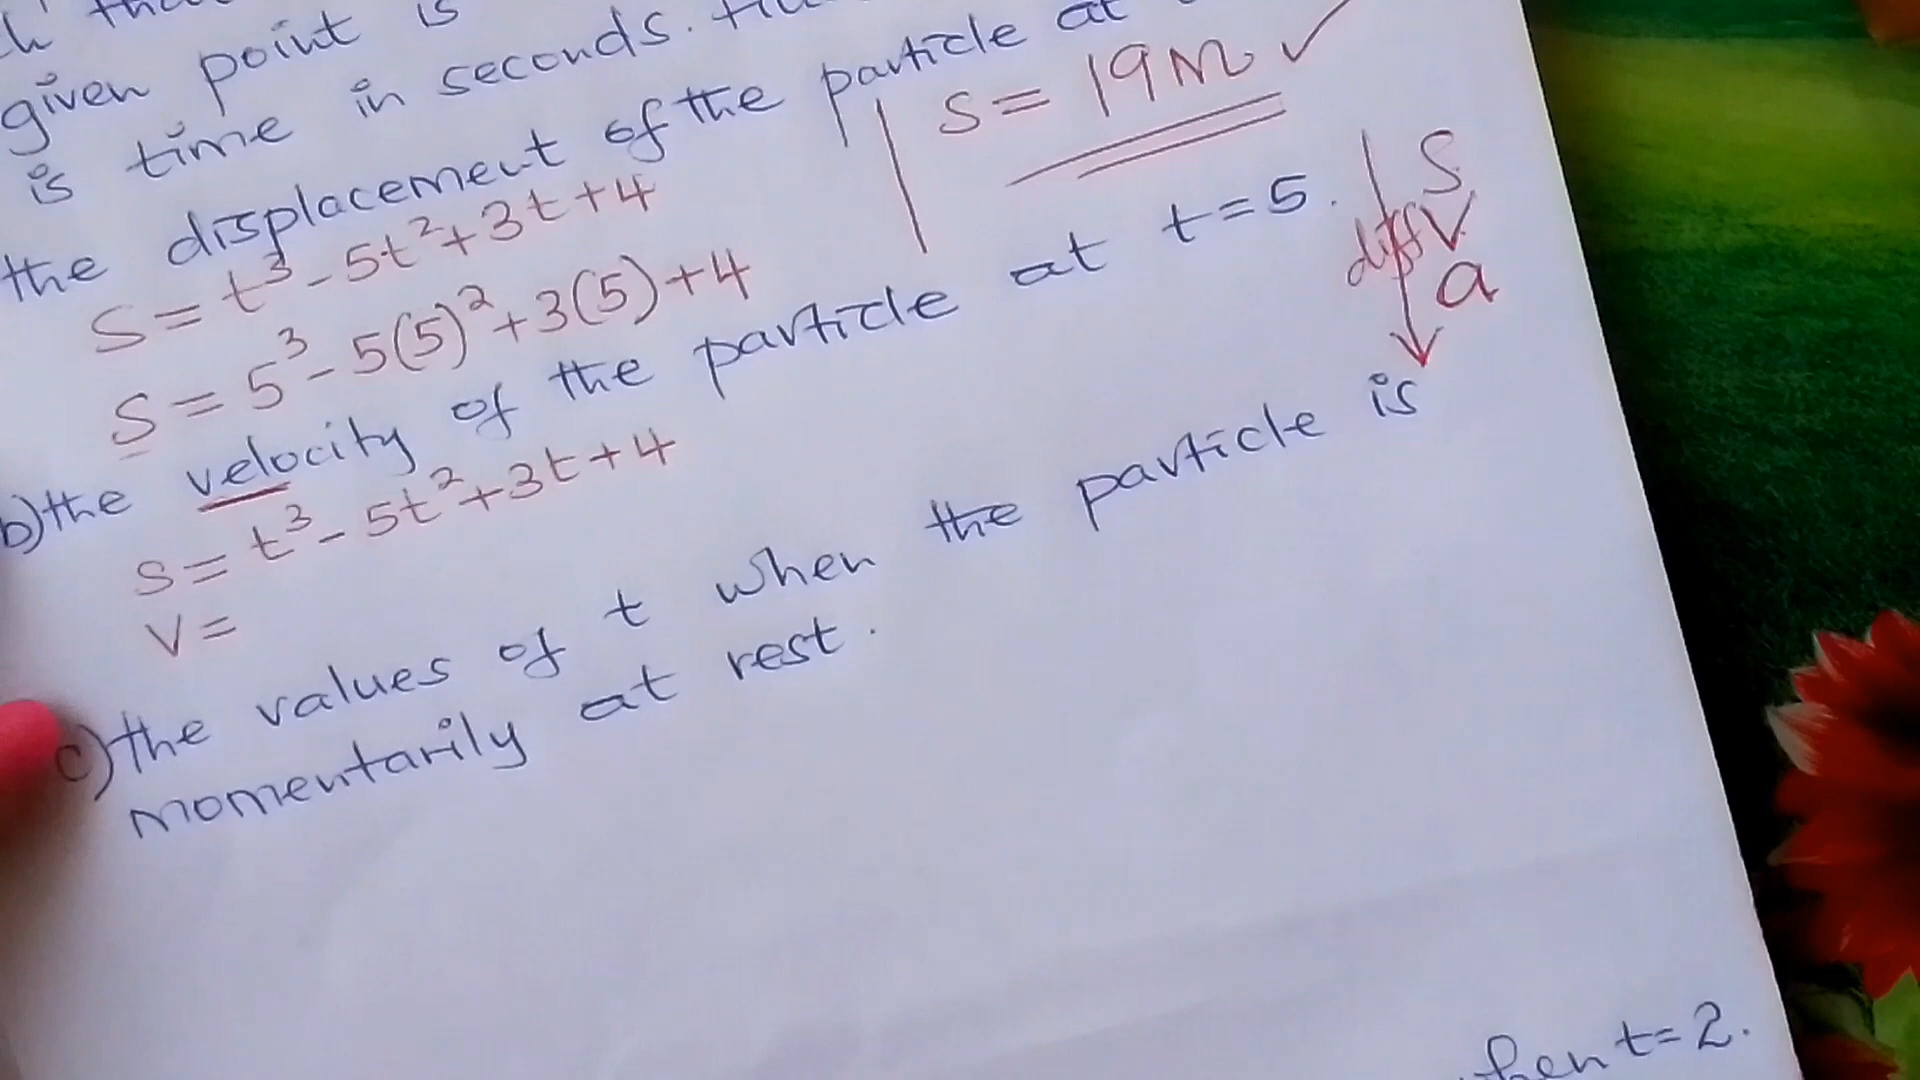 given point is
is time in seconds.
the displacement of the particle at
S = t³ - 5t² + 3t + 4
S = 5³ - 5(5)² + 3(5) + 4
S = 19m ✓
b) the velocity of the particle at t = 5.
S = t³ - 5t² + 3t + 4
V =
S
diff V
a
c) the values of t when the particle is
momentarily at rest.
t = 2.